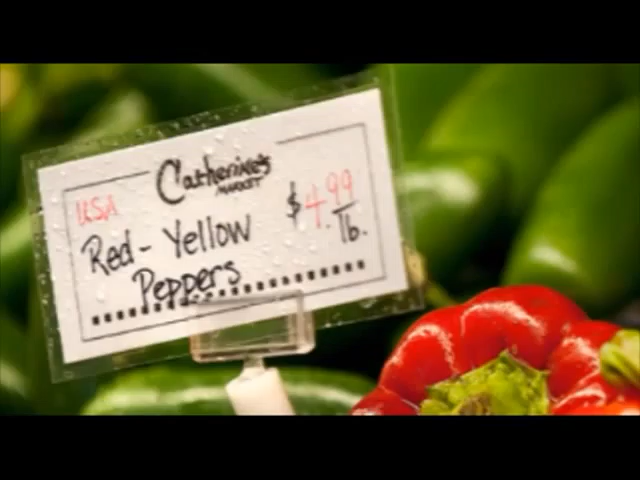 Catherine's
MARKET
USA
$4.99
lb.
Red-Yellow
Peppers